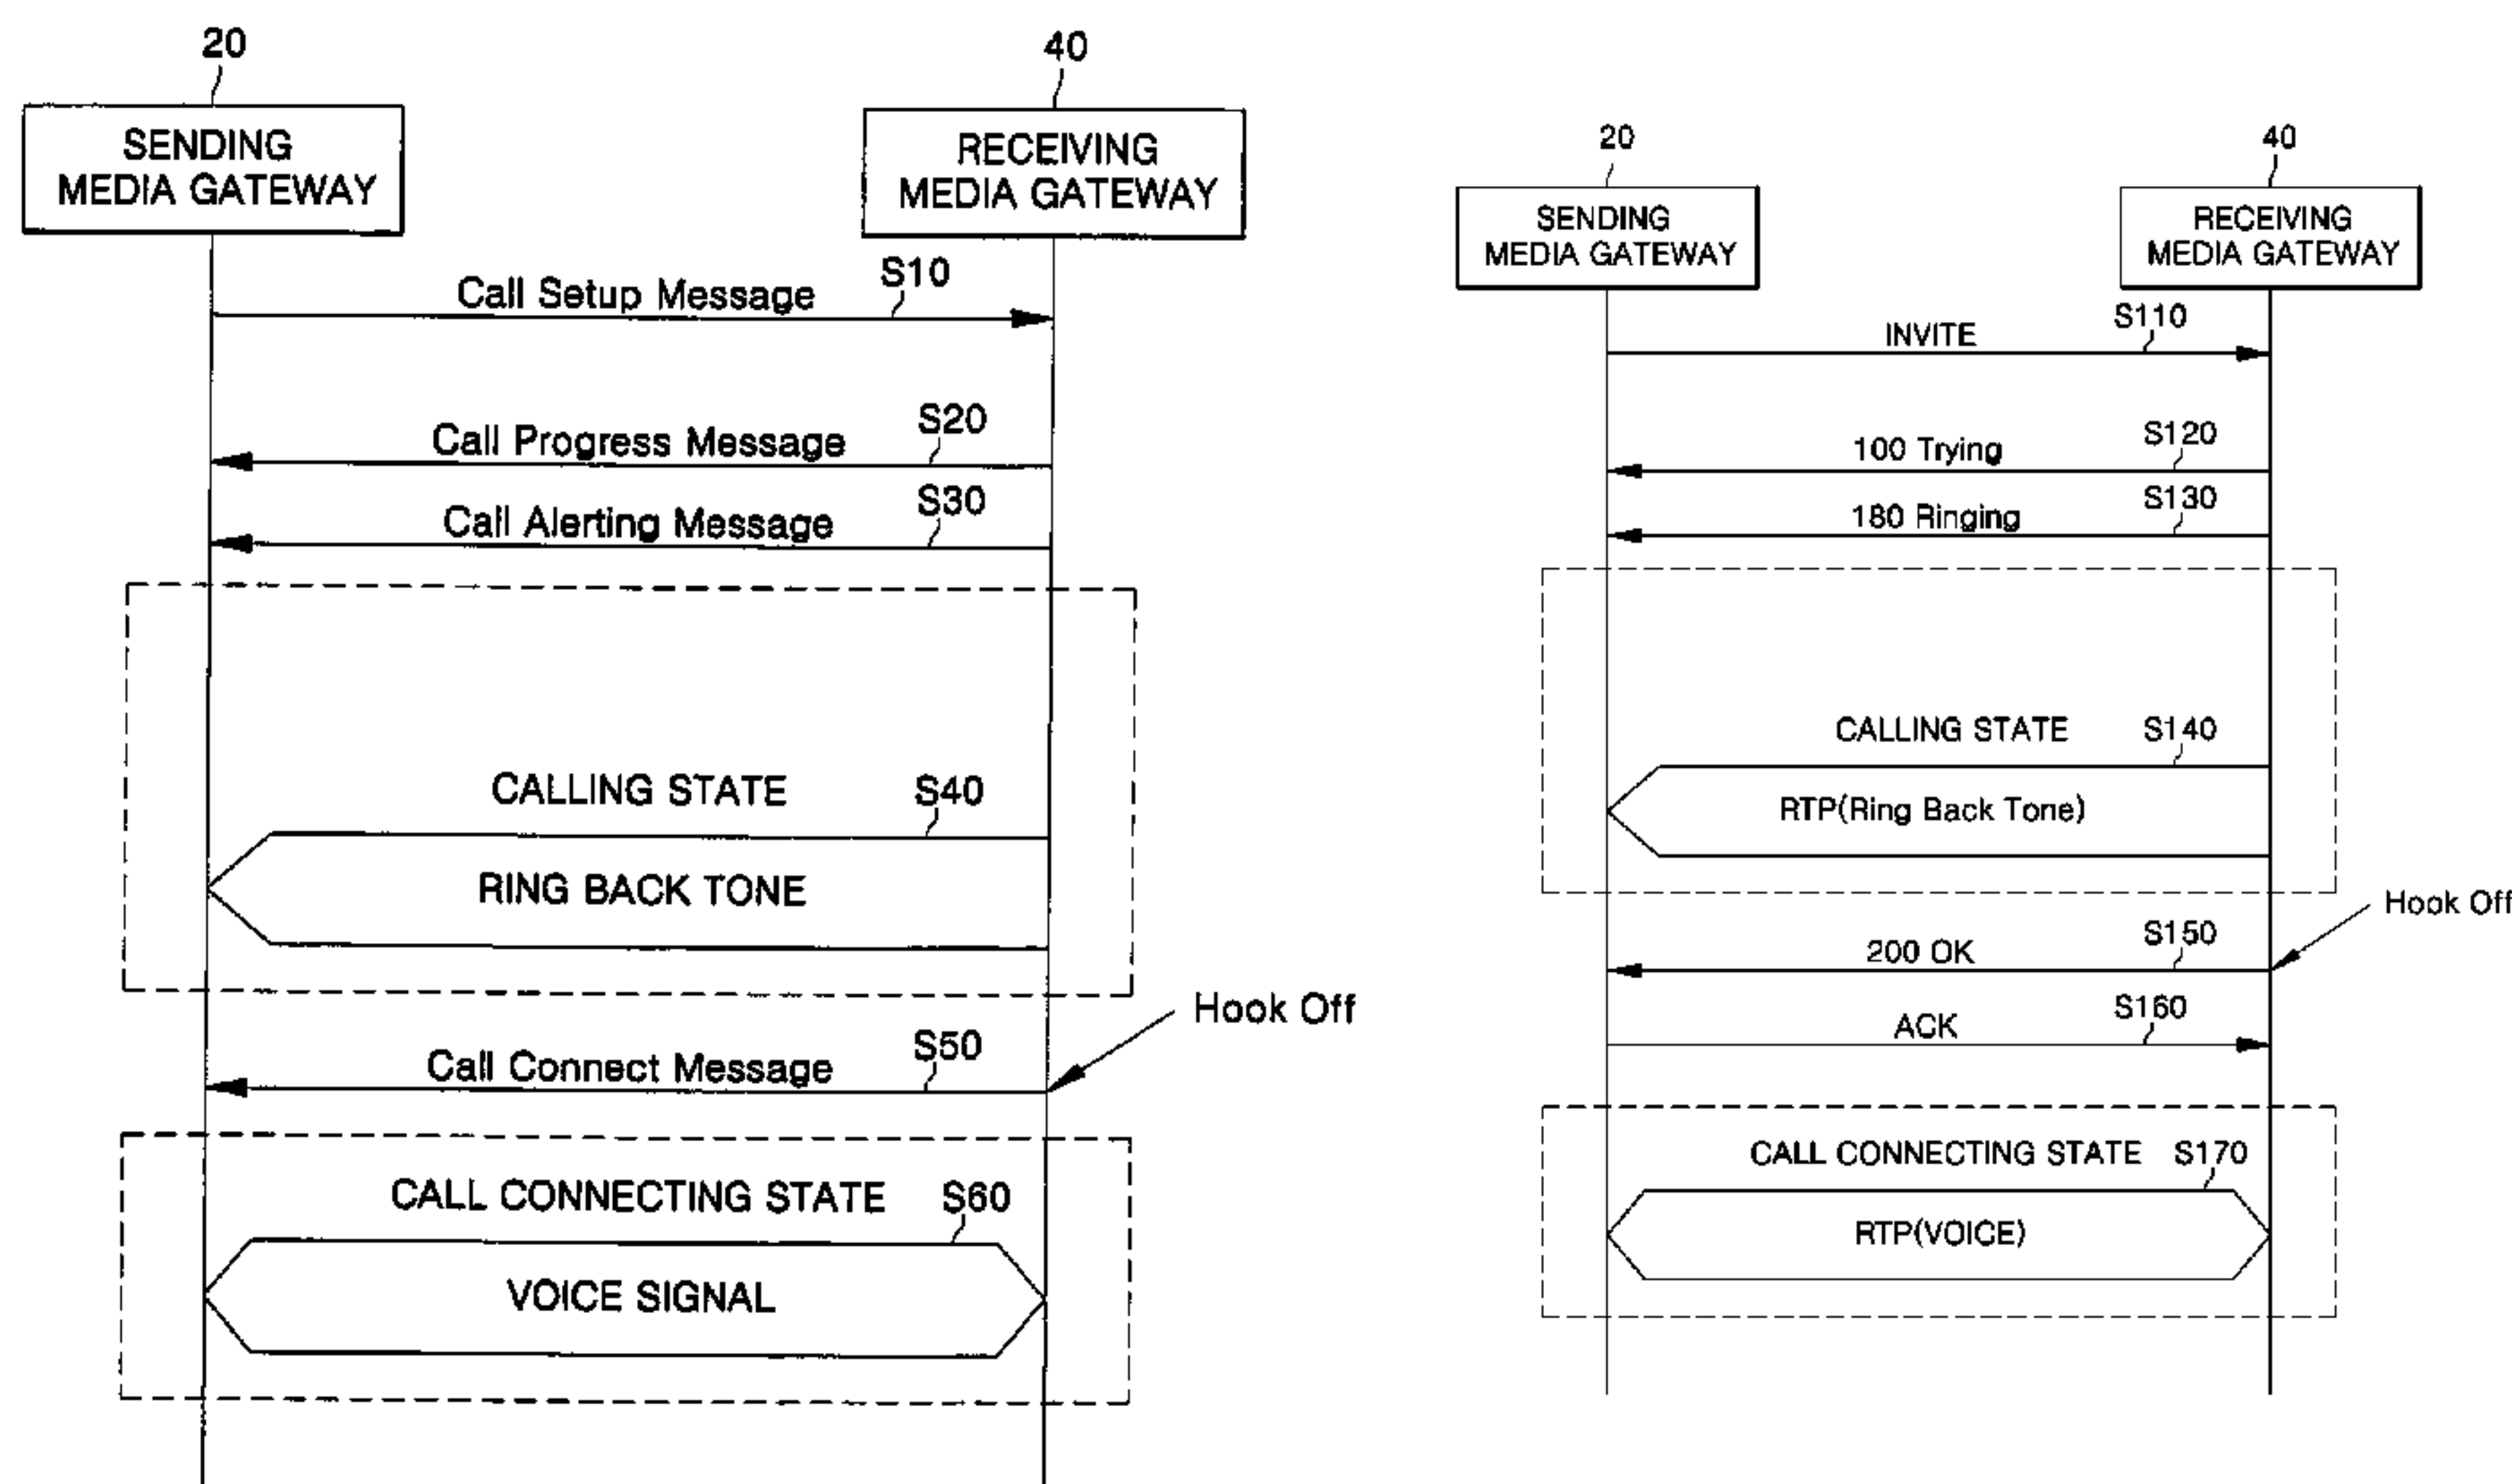 20
40
SENDING
MEDIA GATEWAY
RECEIVING
MEDIA GATEWAY
Call Setup Message
S10
Call Progress Message
S20
Call Alerting Message
S30
CALLING STATE
S40
RING BACK TONE
Hook Off
Call Connect Message
S50
CALL CONNECTING STATE
S60
VOICE SIGNAL
20
40
SENDING
MEDIA GATEWAY
RECEIVING
MEDIA GATEWAY
INVITE
S110
100 Trying
S120
180 Ringing
S130
CALLING STATE
S140
RTP(Ring Back Tone)
Hook Off
200 OK
S150
ACK
S160
CALL CONNECTING STATE
S170
RTP(VOICE)